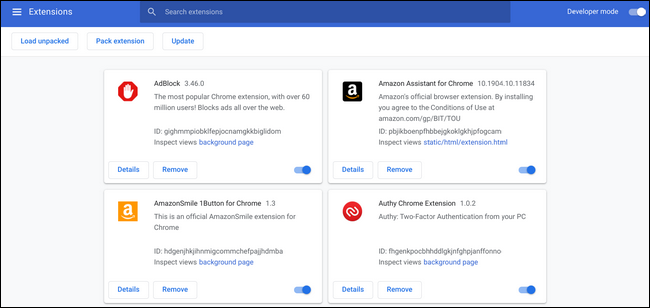 Extensions
Search extensions
Developer mode
Load unpacked
Pack extension
Update
AdBlock 3.46.0
The most popular Chrome extension, with over 60
million users! Blocks ads all over the web.
ID: gighmmpiobklfepjocnamgkkbiglidom
Inspect views background page
Details
Remove
Amazon Assistant for Chrome 10.1904.10.11834
Amazon's official browser extension. By installing
you agree to the Conditions of Use at
amazon.com/gp/BIT/TOU
ID: pbjikboenpfhbbejgkoklgkhjpfogcam
Inspect views static/html/extension.html
Details
Remove
AmazonSmile 1Button for Chrome 1.3
This is an official AmazonSmile extension for
Chrome
ID: hdgenjhkjihnmigcommchefpajjhdmba
Inspect views background page
Details
Remove
Authy Chrome Extension 1.0.2
Authy: Two-Factor Authentication from your PC
ID: fhgenkpocbhhddlgkjnfghpjanffonno
Inspect views background page
Details
Remove